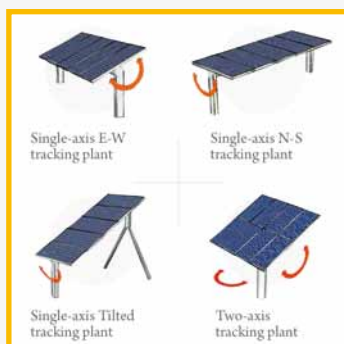 Single-axis E-W
tracking plant
Single-axis N-S
tracking plant
Single-axis Tilted
tracking plant
Two-axis
tracking plant